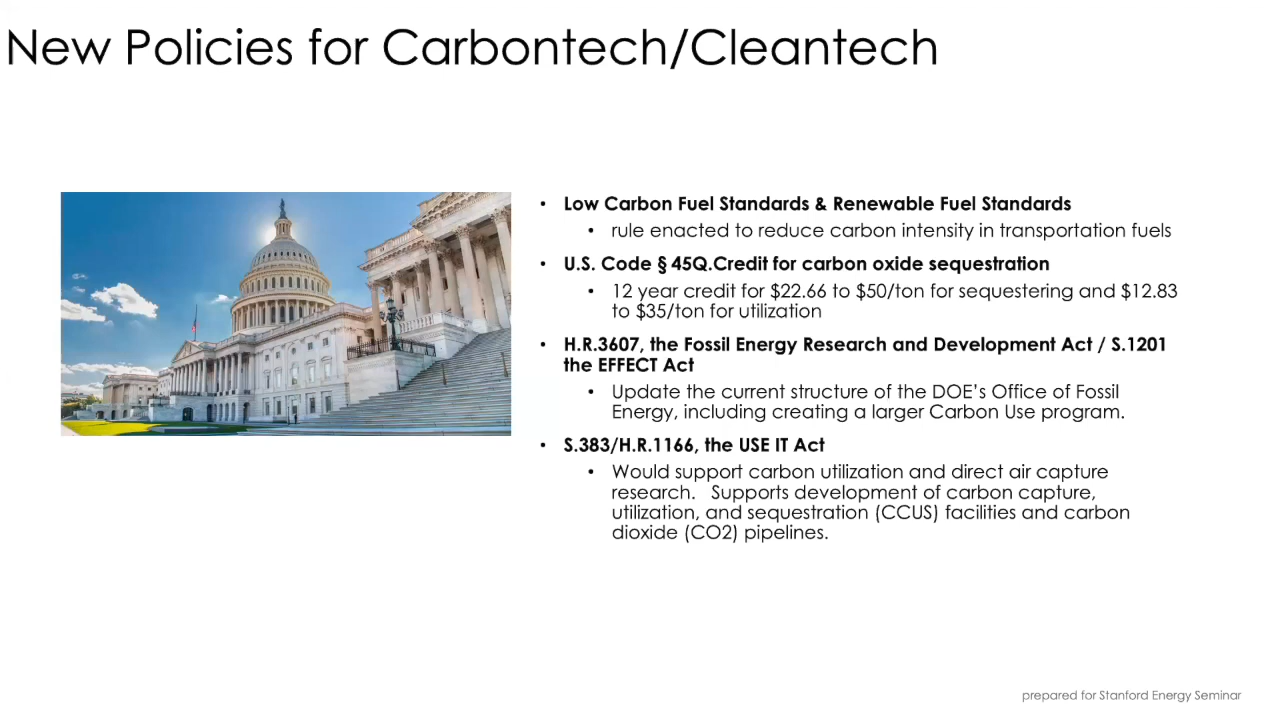 New Policies for Carbontech/Cleantech
• Low Carbon Fuel Standards & Renewable Fuel Standards
• rule enacted to reduce carbon intensity in transportation fuels
• U.S. Code § 45Q.Credit for carbon oxide sequestration
• 12 year credit for $22.66 to $50/ton for sequestering and $12.83
to $35/ton for utilization
• H.R.3607, the Fossil Energy Research and Development Act / S.1201
the EFFECT Act
• Update the current structure of the DOE’s Office of Fossil
Energy, including creating a larger Carbon Use program.
• S.383/H.R.1166, the USE IT Act
• Would support carbon utilization and direct air capture
research.   Supports development of carbon capture,
utilization, and sequestration (CCUS) facilities and carbon
dioxide (CO2) pipelines.
prepared for Stanford Energy Seminar